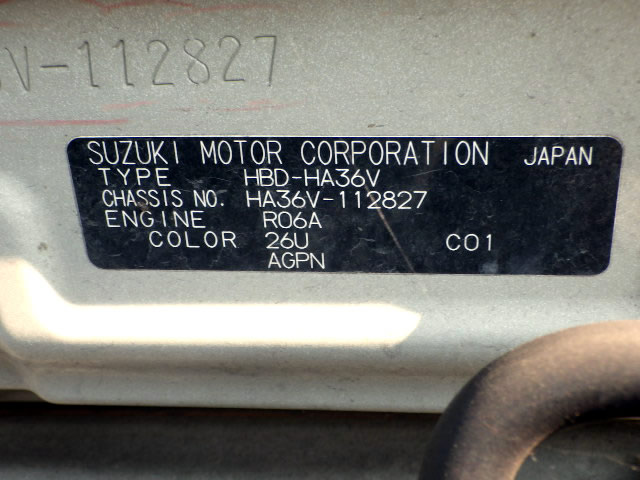 V-112827
SUZUKI MOTOR CORPORATION JAPAN
TYPE HBD-HA36V
CHASSIS NO. HA36V-112827
ENGINE R06A
COLOR 26U C01
AGPN